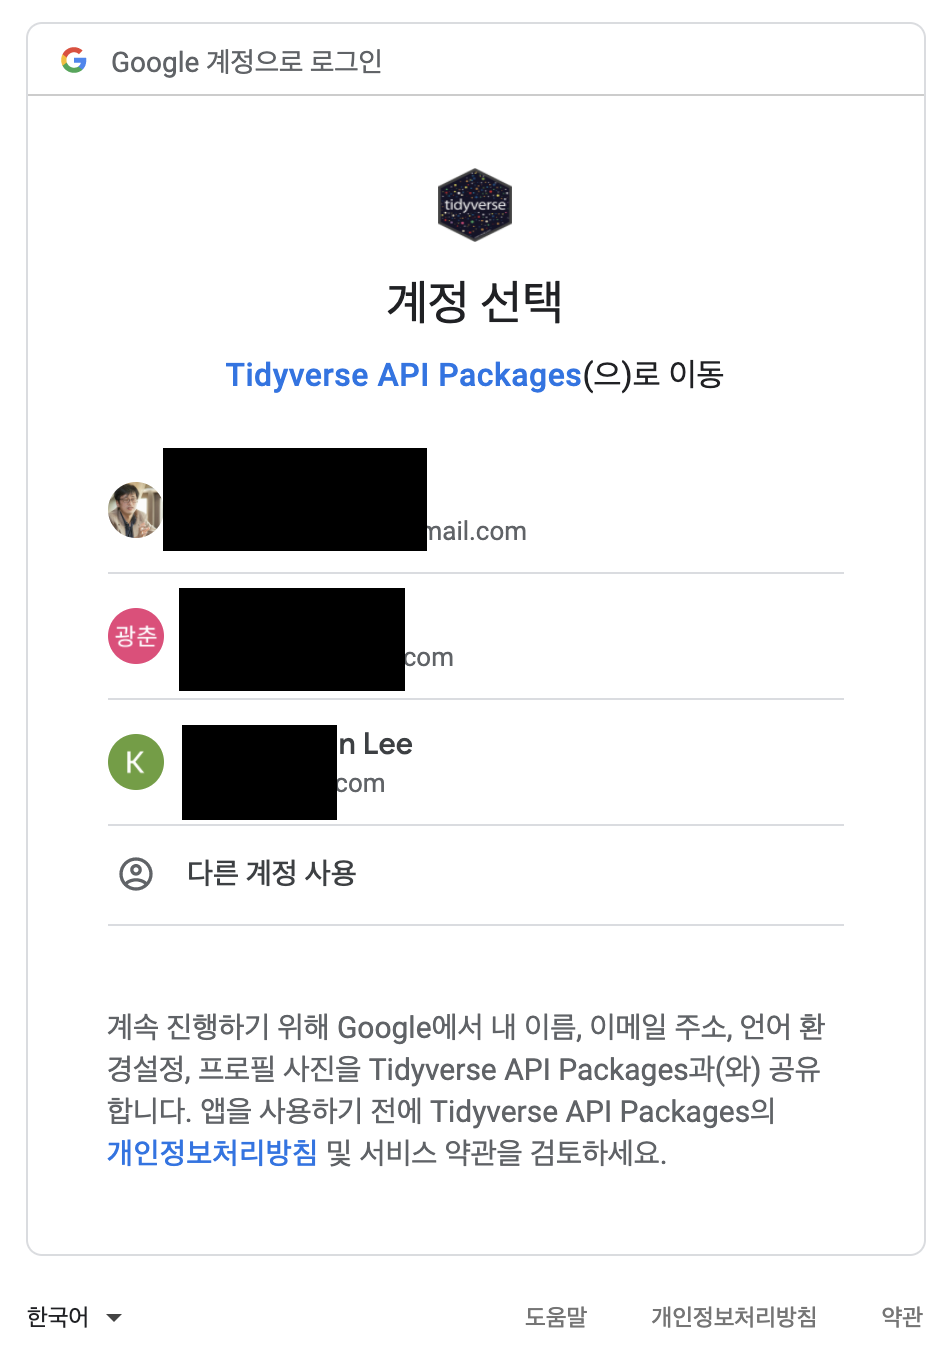 Google 계정으로 로그인
tidyverse
계정 선택
Tidyverse API Packages(으)로 이동
mail.com
광춘
com
K
n Lee
com
다른 계정 사용
계속 진행하기 위해 Google에서 내 이름, 이메일 주소, 언어 환
경설정, 프로필 사진을 Tidyverse API Packages과(와) 공유
합니다. 앱을 사용하기 전에 Tidyverse API Packages의
개인정보처리방침 및 서비스 약관을 검토하세요.
한국어 도움말 개인정보처리방침 약관